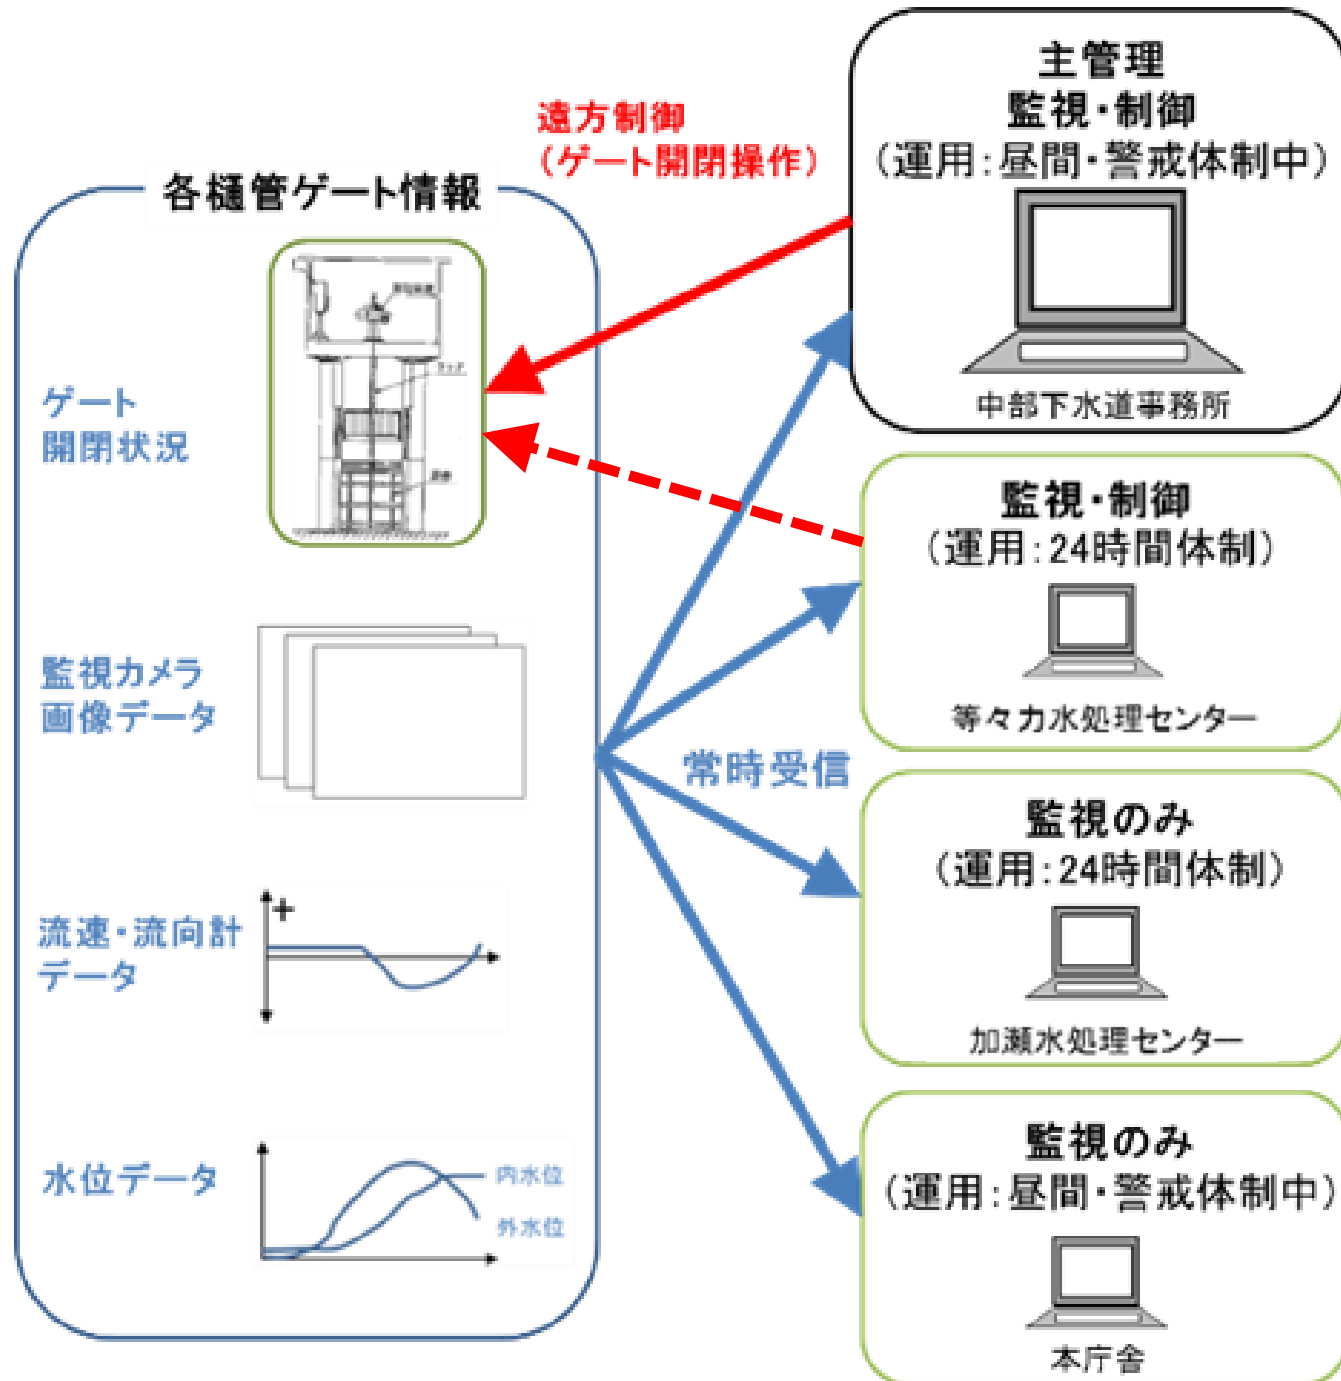 主管理
監視・制御
(運用:昼間・警戒体制中)
中部下水道事務所
遠方制御
(ゲート開閉操作)
各樋管ゲート情報
ゲート
開閉状況
監視カメラ
画像データ
流速・流向計
データ
+
水位データ
内水位
外水位
常時受信
監視・制御
(運用:24時間体制)
等々力水処理センター
監視のみ
(運用:24時間体制)
加瀬水処理センター
監視のみ
(運用:昼間・警戒体制中)
本庁舎